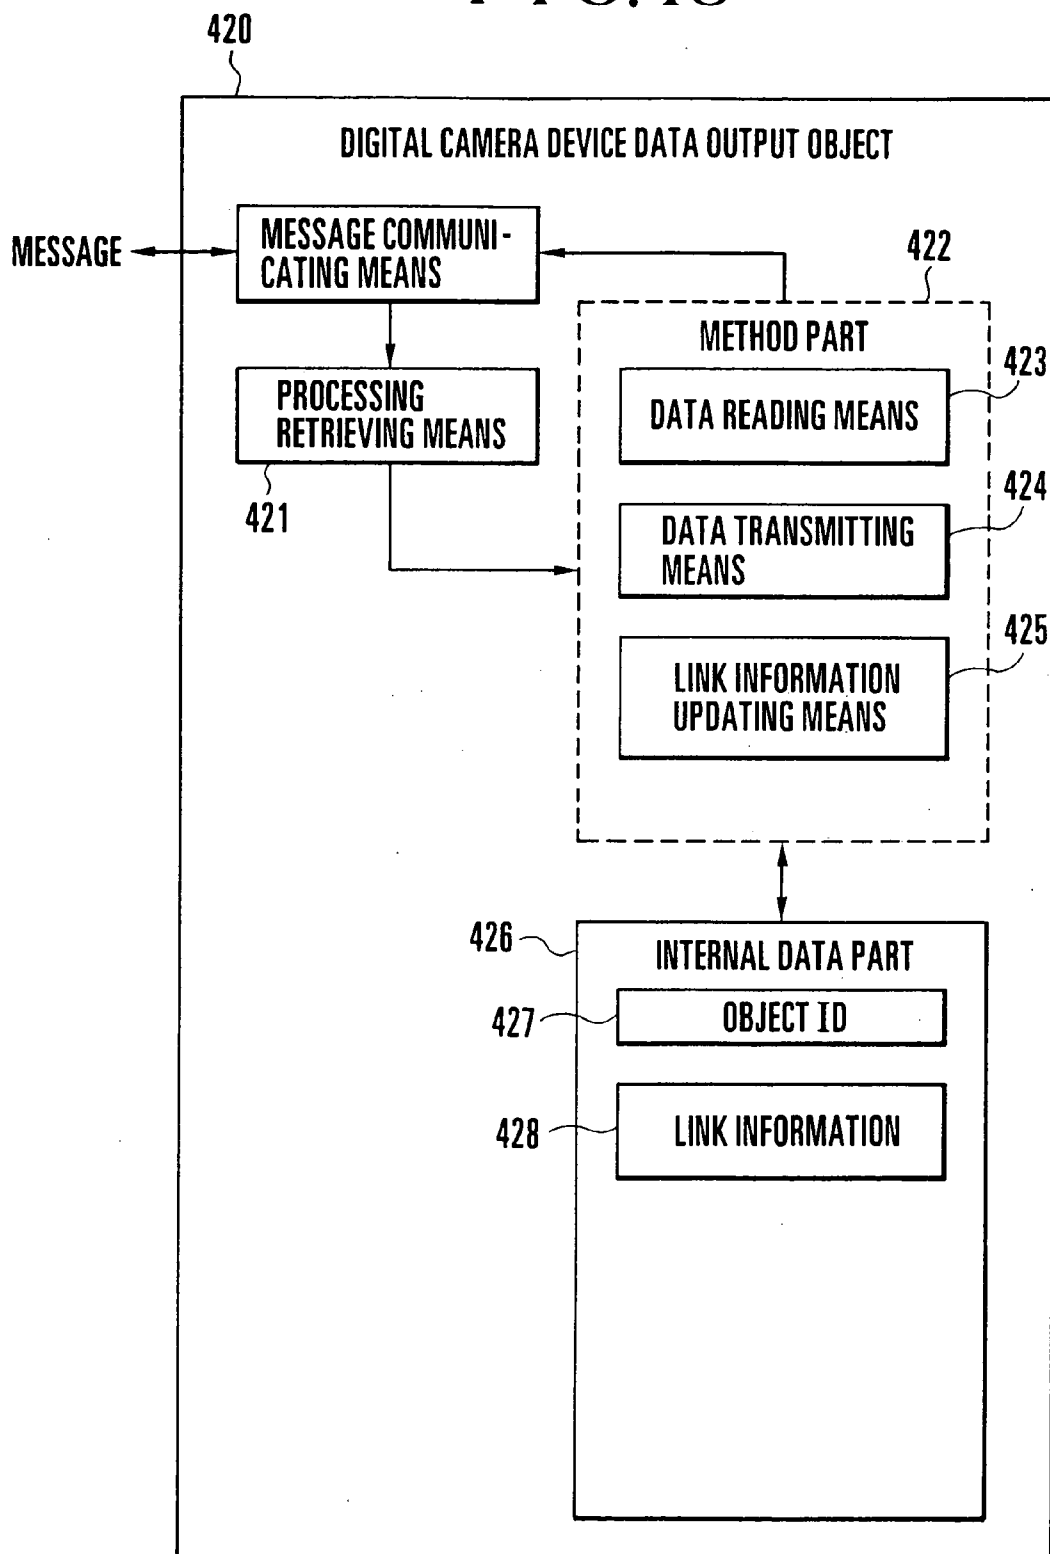 420
DIGITAL CAMERA DEVICE DATA OUTPUT OBJECT
MESSAGE
MESSAGE COMMUNI-
CATING MEANS
422
METHOD PART
PROCESSING
RETRIEVING MEANS
421
423
DATA READING MEANS
424
DATA TRANSMITTING
MEANS
425
LINK INFORMATION
UPDATING MEANS
426
INTERNAL DATA PART
427
OBJECT ID
428
LINK INFORMATION